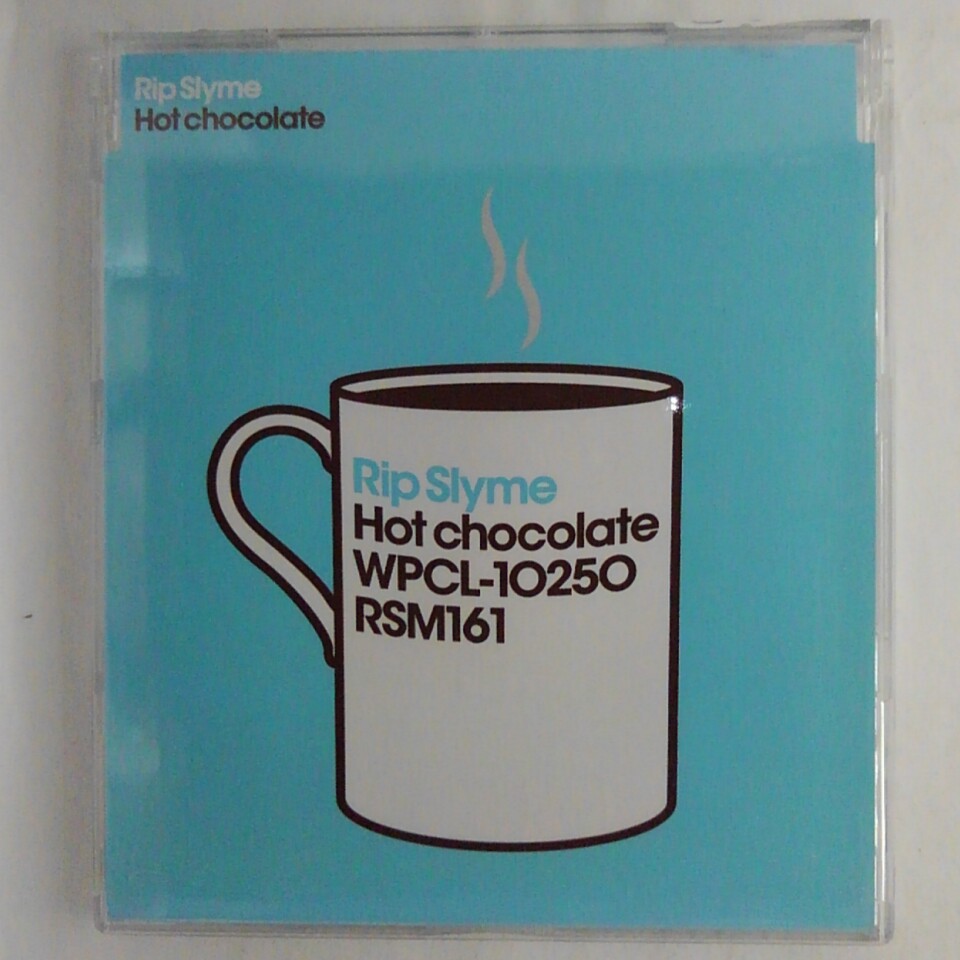 Rip Slyme
Hot chocolate
Rip Slyme
Hot chocolate
WPCL-10250
RSM161